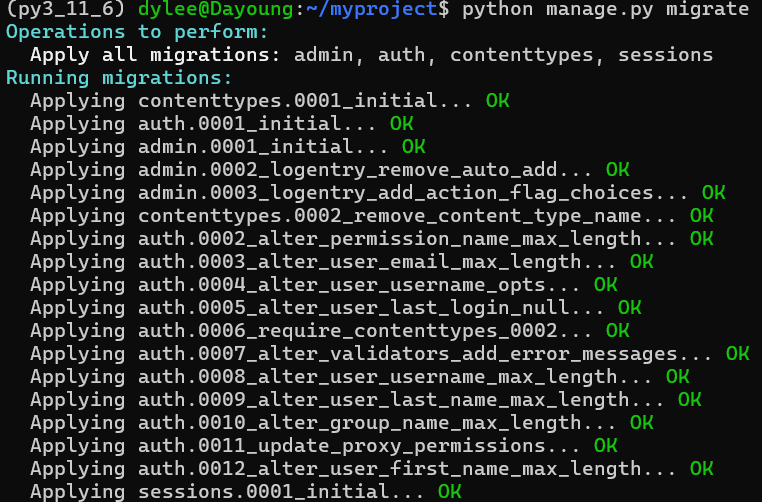 (py3_11_6) dylee@Dayoung:~/myproject$ python manage.py migrate
Operations to perform:
  Apply all migrations: admin, auth, contenttypes, sessions
Running migrations:
  Applying contenttypes.0001_initial... OK
  Applying auth.0001_initial... OK
  Applying admin.0001_initial... OK
  Applying admin.0002_logentry_remove_auto_add... OK
  Applying admin.0003_logentry_add_action_flag_choices... OK
  Applying contenttypes.0002_remove_content_type_name... OK
  Applying auth.0002_alter_permission_name_max_length... OK
  Applying auth.0003_alter_user_email_max_length... OK
  Applying auth.0004_alter_user_username_opts... OK
  Applying auth.0005_alter_user_last_login_null... OK
  Applying auth.0006_require_contenttypes_0002... OK
  Applying auth.0007_alter_validators_add_error_messages... OK
  Applying auth.0008_alter_user_username_max_length... OK
  Applying auth.0009_alter_user_last_name_max_length... OK
  Applying auth.0010_alter_group_name_max_length... OK
  Applying auth.0011_update_proxy_permissions... OK
  Applying auth.0012_alter_user_first_name_max_length... OK
  Applying sessions.0001_initial... OK